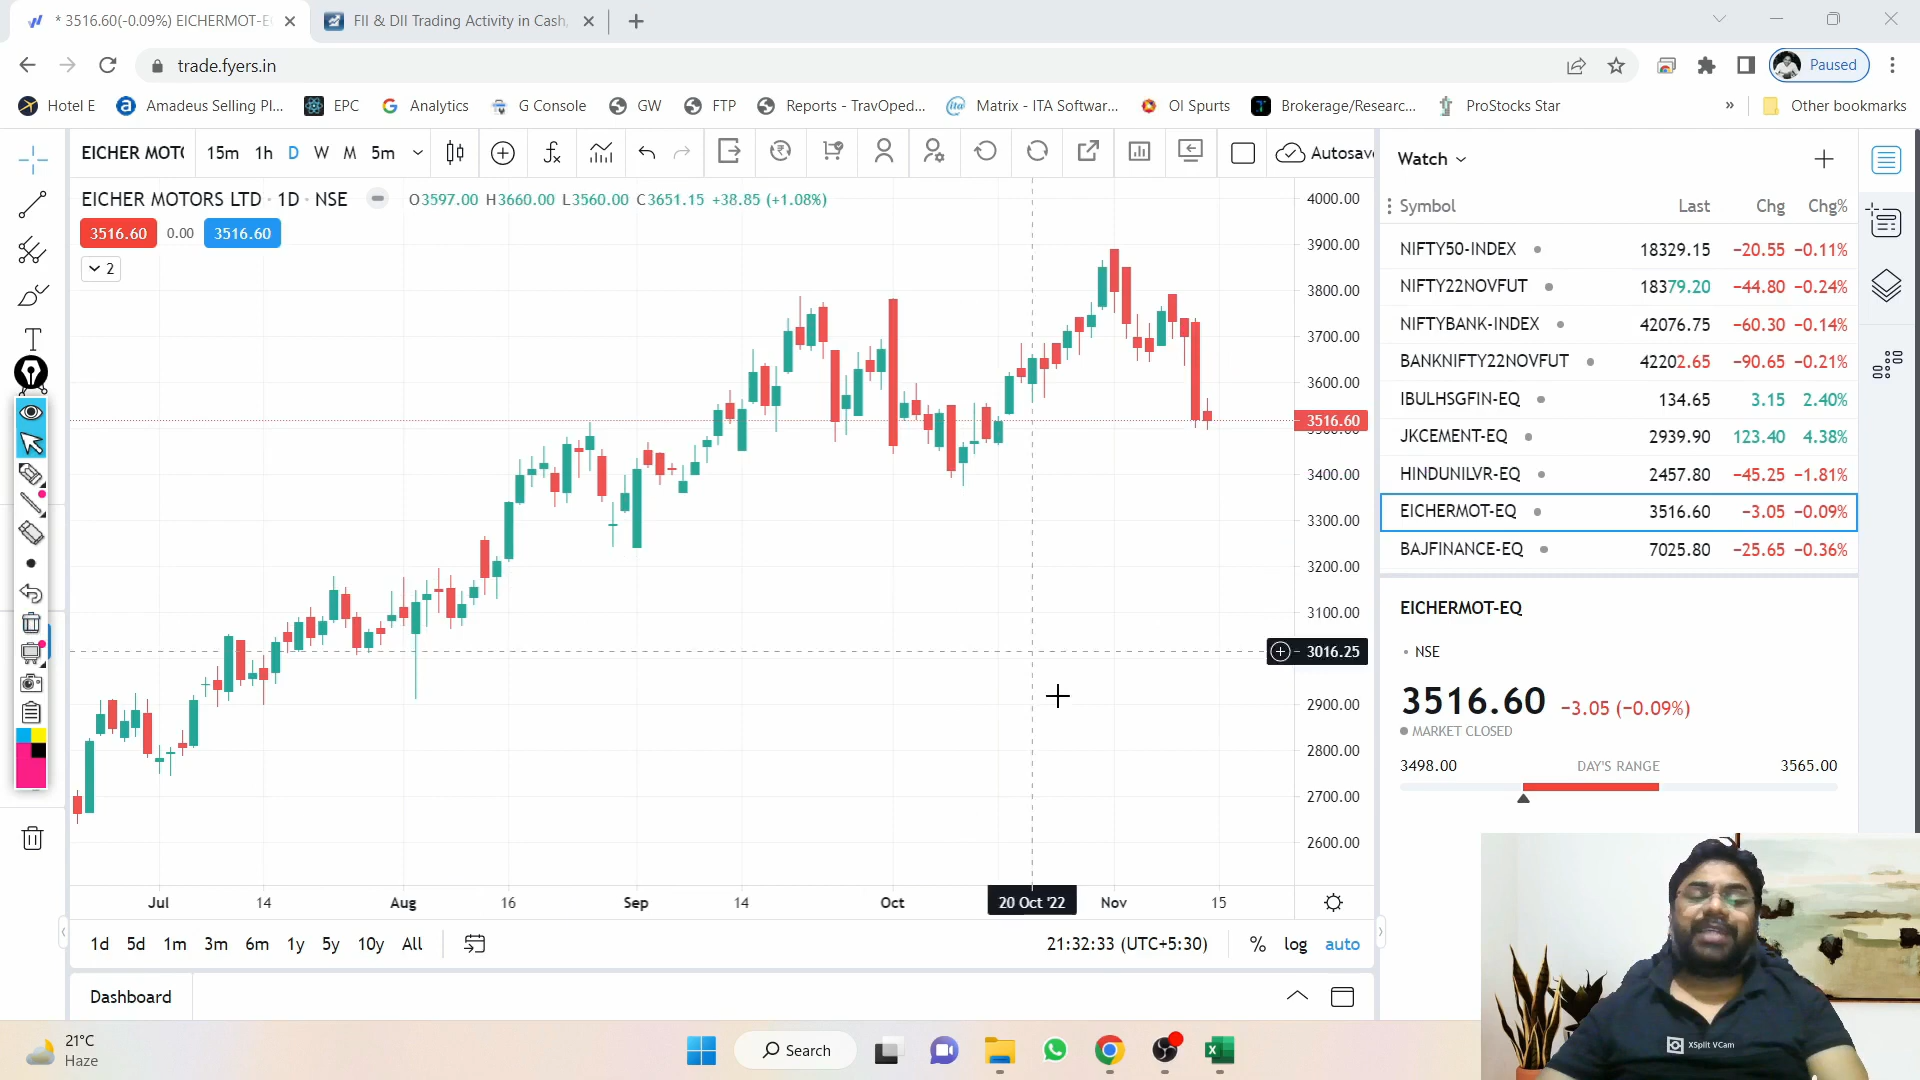 * 3516.60(-0.09%) EICHERMOT-E
FII & DII Trading Activity in Cash,
trade.fyers.in
Paused
Hotel E
Amadeus Selling Pl...
EPC
Analytics
G Console
GW
FTP
Reports - TravOped...
Matrix - ITA Softwar...
OI Spurts
Brokerage/Researc...
ProStocks Star
»
Other bookmarks
EICHER MOTO
15m 1h D W M 5m
Autosav
EICHER MOTORS LTD · 1D · NSE
O3597.00 H3660.00 L3560.00 C3651.15 +38.85 (+1.08%)
3516.60 0.00 3516.60
2
4000.00
3900.00
3800.00
3700.00
3600.00
3516.60
3400.00
3300.00
3200.00
3100.00
3016.25
2900.00
2800.00
2700.00
2600.00
Jul 14 Aug 16 Sep 14 Oct 20 Oct '22 Nov 15
1d 5d 1m 3m 6m 1y 5y 10y All
21:32:33 (UTC+5:30)
% log auto
Dashboard
Watch
Symbol Last Chg Chg%
NIFTY50-INDEX 18329.15 −20.55 −0.11%
NIFTY22NOVFUT 18379.20 −44.80 −0.24%
NIFTYBANK-INDEX 42076.75 −60.30 −0.14%
BANKNIFTY22NOVFUT 42202.65 −90.65 −0.21%
IBULHSGFIN-EQ 134.65 3.15 2.40%
JKCEMENT-EQ 2939.90 123.40 4.38%
HINDUNILVR-EQ 2457.80 −45.25 −1.81%
EICHERMOT-EQ 3516.60 −3.05 −0.09%
BAJFINANCE-EQ 7025.80 −25.65 −0.36%
EICHERMOT-EQ
NSE
3516.60 −3.05 (−0.09%)
MARKET CLOSED
3498.00 DAY'S RANGE 3565.00
XSplit VCam
21°C
Haze
Search